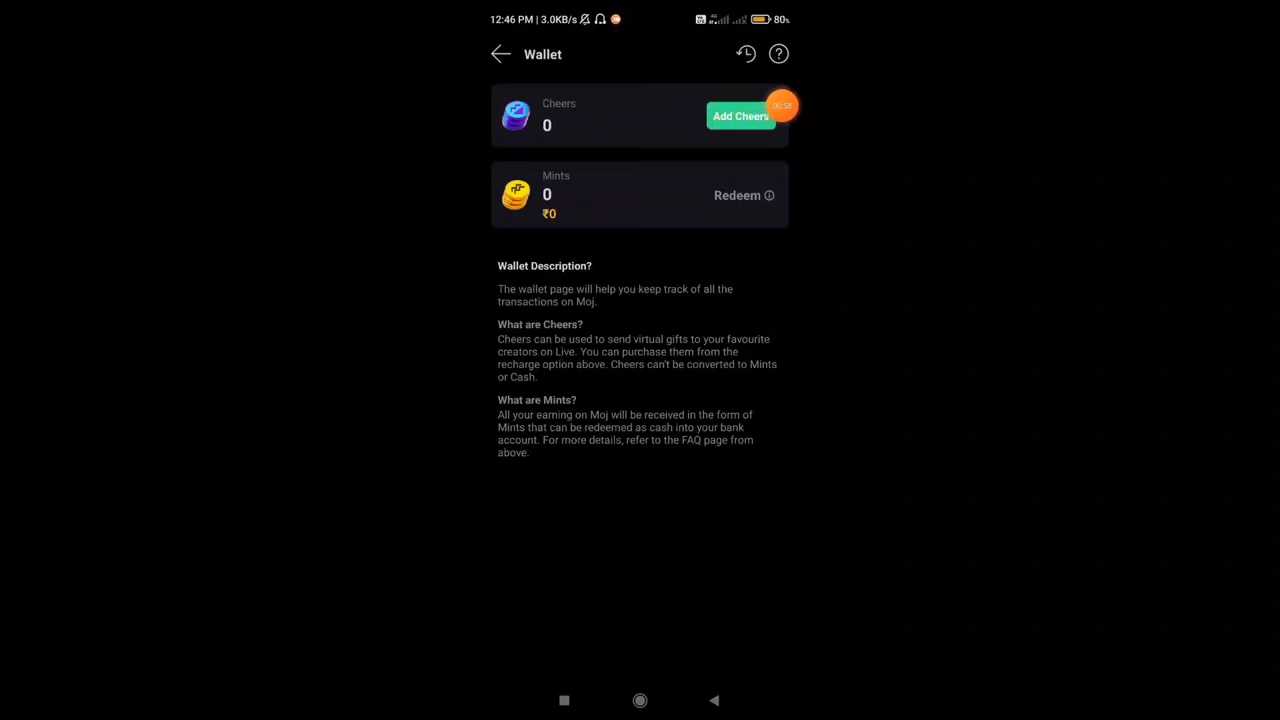 12:46 PM | 3.0KB/s 80%
Wallet
Cheers
0
Add Cheers
00:58
Mints
0
₹0
Redeem
Wallet Description?
The wallet page will help you keep track of all the
transactions on Moj.
What are Cheers?
Cheers can be used to send virtual gifts to your favourite
creators on Live. You can purchase them from the
recharge option above. Cheers can't be converted to Mints
or Cash.
What are Mints?
All your earning on Moj will be received in the form of
Mints that can be redeemed as cash into your bank
account. For more details, refer to the FAQ page from
above.